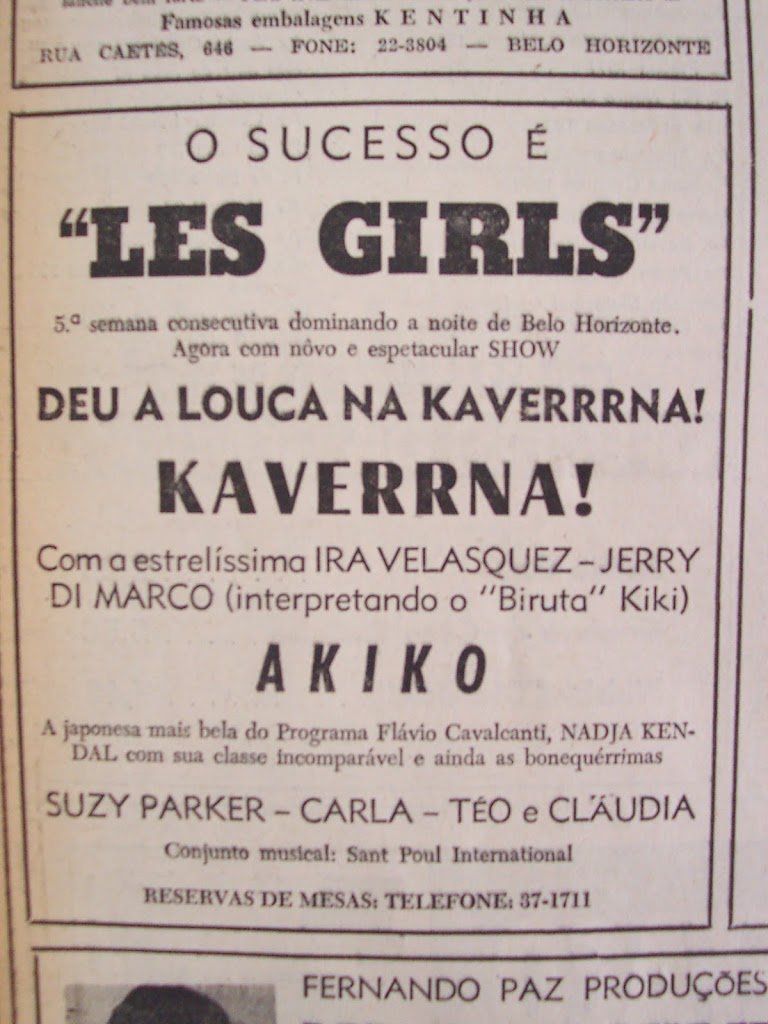 Famosas embalagens KENTINHA
RUA CAETÉS, 646 — FONE: 22-3804 — BELO HORIZONTE
O SUCESSO É
“LES GIRLS”
5.ª semana consecutiva dominando a noite de Belo Horizonte.
Agora com nôvo e espetacular SHOW
DEU A LOUCA NA KAVERRRNA!
KAVERRNA!
Com a estrelíssima IRA VELASQUEZ – JERRY
DI MARCO (interpretando o "Biruta" Kiki)
AKIKO
A japonesa mais bela do Programa Flávio Cavalcanti, NADJA KEN-
DAL com sua classe incomparável e ainda as bonequérrimas
SUZY PARKER – CARLA – TÉO e CLÁUDIA
Conjunto musical: Sant Poul International
RESERVAS DE MESAS: TELEFONE: 37-1711
FERNANDO PAZ PRODUÇÕES